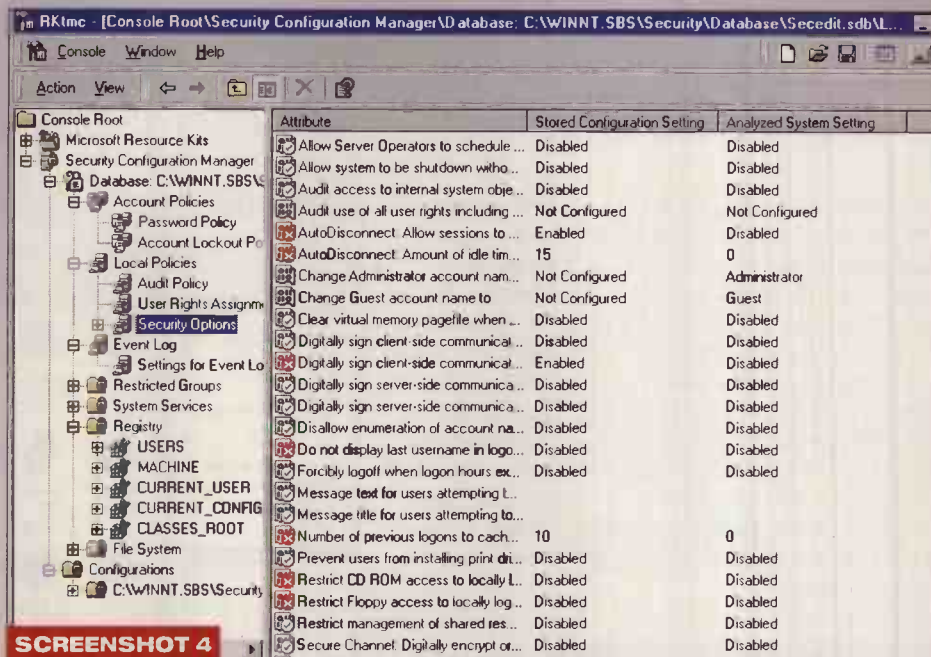 RKtmc - [Console Root\Security Configuration Manager\Database: C:\WINNT.SBS\Security\Database\Secedit.sdb\L...
Console Window Help
Action View
Console Root
Microsoft Resource Kits
Security Configuration Manager
Database: C:\WINNT.SBS\S
Account Policies
Password Policy
Account Lockout Po
Local Policies
Audit Policy
User Rights Assignm
Security Options
Event Log
Settings for Event Lo
Restricted Groups
System Services
Registry
USERS
MACHINE
CURRENT_USER
CURRENT_CONFIG
CLASSES_ROOT
File System
Configurations
C:\WINNT.SBS\Security
Attribute Stored Configuration Setting Analyzed System Setting
Allow Server Operators to schedule ... Disabled Disabled
Allow system to be shutdown witho... Disabled Disabled
Audit access to internal system obje... Disabled Disabled
Audit use of all user rights including ... Not Configured Not Configured
AutoDisconnect: Allow sessions to ... Enabled Disabled
AutoDisconnect: Amount of idle tim... 15 0
Change Administrator account nam... Not Configured Administrator
Change Guest account name to Not Configured Guest
Clear virtual memory pagefile when ... Disabled Disabled
Digitally sign client-side communicat... Disabled Disabled
Digitally sign client-side communicat... Enabled Disabled
Digitally sign server-side communica... Disabled Disabled
Digitally sign server-side communica... Disabled Disabled
Disallow enumeration of account na... Disabled Disabled
Do not display last username in logo... Disabled Disabled
Forcibly logoff when logon hours ex... Disabled Disabled
Message text for users attempting t...
Message title for users attempting to...
Number of previous logons to cach... 10 0
Prevent users from installing print dri... Disabled Disabled
Restrict CD ROM access to locally l... Disabled Disabled
Restrict Floppy access to locally log... Disabled Disabled
Restrict management of shared res... Disabled Disabled
Secure Channel: Digitally encrypt or... Disabled Disabled
SCREENSHOT 4